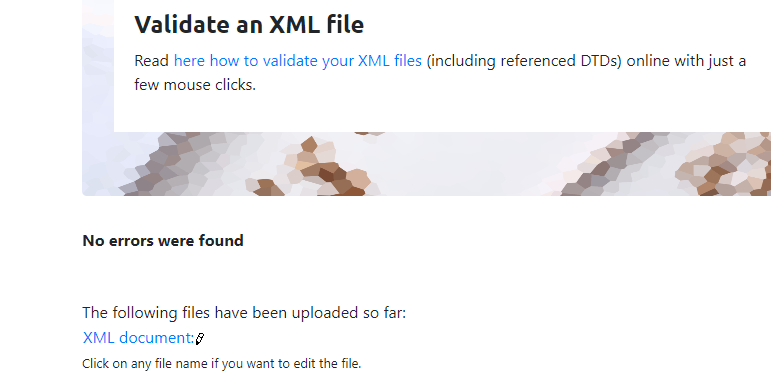 Validate an XML file
Read here how to validate your XML files (including referenced DTDs) online with just a
few mouse clicks.
No errors were found
The following files have been uploaded so far:
XML document:
Click on any file name if you want to edit the file.